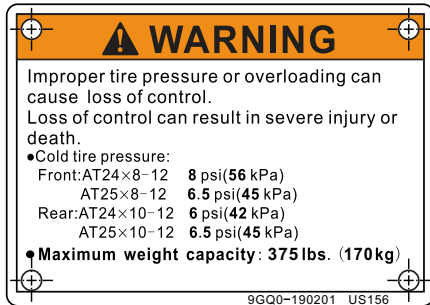 WARNING
Improper tire pressure or overloading can
cause loss of control.
Loss of control can result in severe injury or
death.
●Cold tire pressure:
Front:AT24×8-12 8 psi(56 kPa)
AT25×8-12 6.5 psi(45 kPa)
Rear:AT24×10-12 6 psi(42 kPa)
AT25×10-12 6.5 psi(45 kPa)
●Maximum weight capacity: 375 lbs. (170kg)
9GQ0-190201 US156